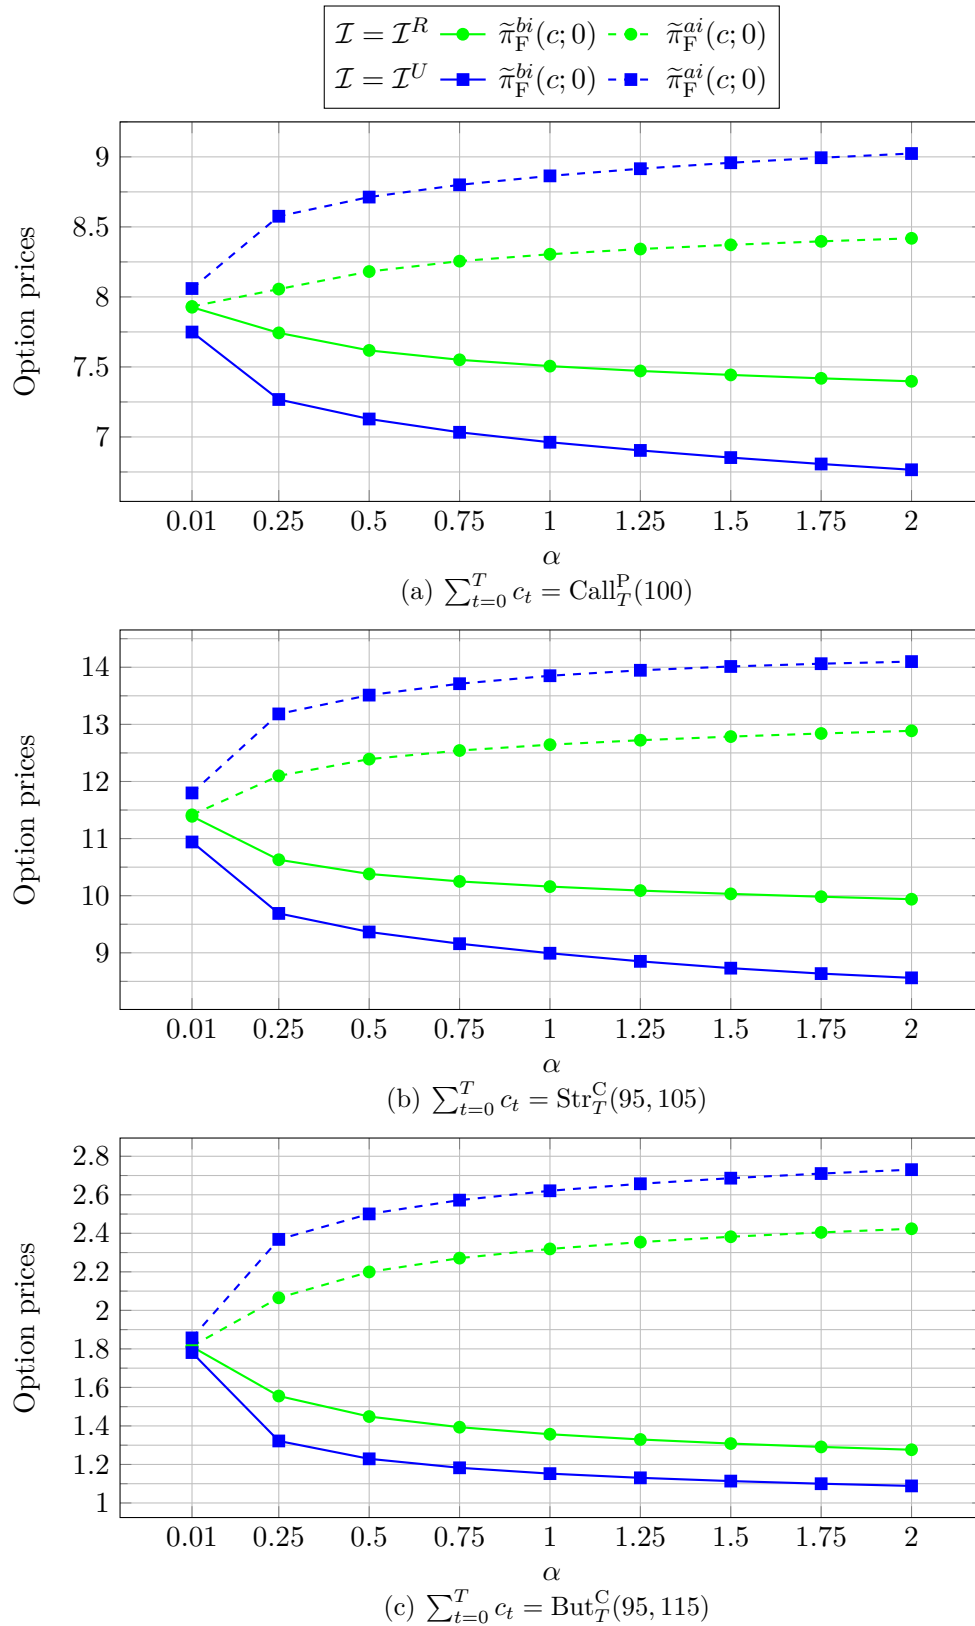 ℐ = ℐ^R π̃_F^{bi}(c; 0) π̃_F^{ai}(c; 0)
ℐ = ℐ^U π̃_F^{bi}(c; 0) π̃_F^{ai}(c; 0)
Option prices
9
8.5
8
7.5
7
0.01 0.25 0.5 0.75 1 1.25 1.5 1.75 2
α
(a) ∑_{t=0}^T c_t = Call_T^P(100)
Option prices
14
13
12
11
10
9
0.01 0.25 0.5 0.75 1 1.25 1.5 1.75 2
α
(b) ∑_{t=0}^T c_t = Str_T^C(95, 105)
Option prices
2.8
2.6
2.4
2.2
2
1.8
1.6
1.4
1.2
1
0.01 0.25 0.5 0.75 1 1.25 1.5 1.75 2
α
(c) ∑_{t=0}^T c_t = But_T^C(95, 115)